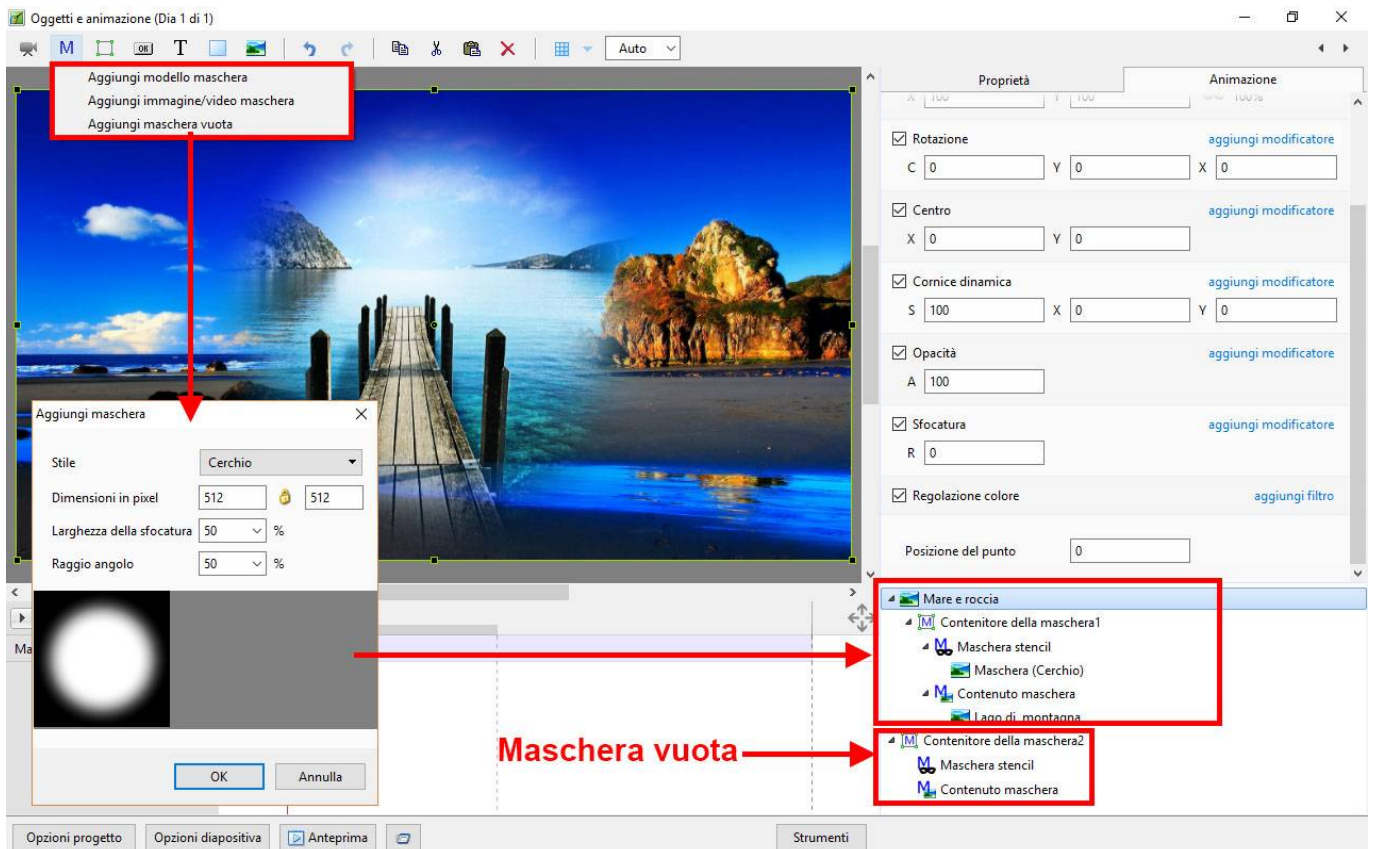 Oggetti e animazione (Dia 1 di 1)
M OK T Auto
Aggiungi modello maschera
Aggiungi immagine/video maschera
Aggiungi maschera vuota
Proprietà Animazione
X 100 Y 100 100%
Rotazione aggiungi modificatore
C 0 Y 0 X 0
Centro aggiungi modificatore
X 0 Y 0
Cornice dinamica aggiungi modificatore
S 100 X 0 Y 0
Opacità aggiungi modificatore
A 100
Sfocatura aggiungi modificatore
R 0
Regolazione colore aggiungi filtro
Posizione del punto 0
Aggiungi maschera
Stile Cerchio
Dimensioni in pixel 512 512
Larghezza della sfocatura 50 %
Raggio angolo 50 %
OK Annulla
Ma
Mare e roccia
M Contenitore della maschera1
M Maschera stencil
Maschera (Cerchio)
M Contenuto maschera
Lago di montagna
Maschera vuota
M Contenitore della maschera2
M Maschera stencil
M Contenuto maschera
Opzioni progetto Opzioni diapositiva Anteprima Strumenti